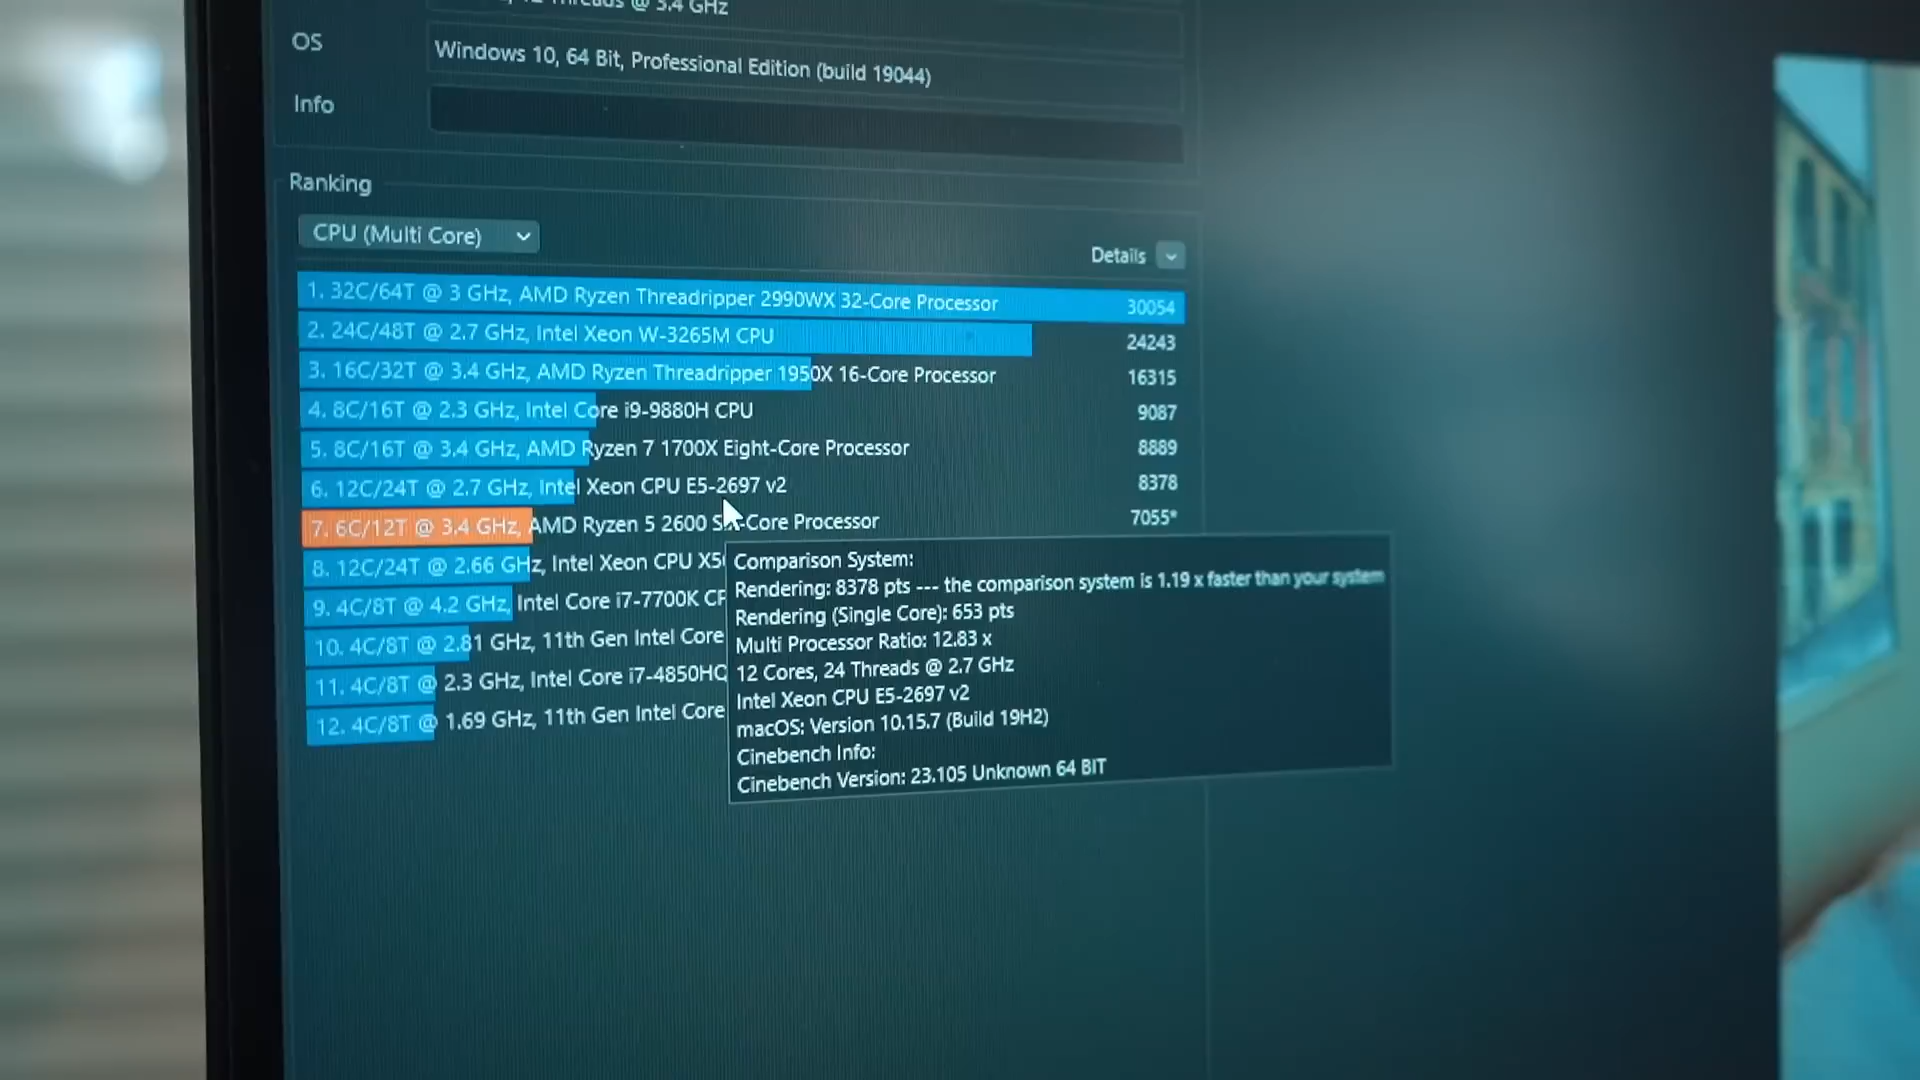 Threads @ 3.4 GHz
OS
Windows 10, 64 Bit, Professional Edition (build 19044)
Info
Ranking
CPU (Multi Core)
Details
1. 32C/64T @ 3 GHz, AMD Ryzen Threadripper 2990WX 32-Core Processor 30054
2. 24C/48T @ 2.7 GHz, Intel Xeon W-3265M CPU 24243
3. 16C/32T @ 3.4 GHz, AMD Ryzen Threadripper 1950X 16-Core Processor 16315
4. 8C/16T @ 2.3 GHz, Intel Core i9-9880H CPU 9087
5. 8C/16T @ 3.4 GHz, AMD Ryzen 7 1700X Eight-Core Processor 8889
6. 12C/24T @ 2.7 GHz, Intel Xeon CPU E5-2697 v2 8378
7. 6C/12T @ 3.4 GHz, AMD Ryzen 5 2600 Six-Core Processor 7055*
8. 12C/24T @ 2.66 GHz, Intel Xeon CPU
9. 4C/8T @ 4.2 GHz, Intel Core i7-7700K
10. 4C/8T @ 2.81 GHz, 11th Gen Intel Core
11. 4C/8T @ 2.3 GHz, Intel Core i7-4850HQ
12. 4C/8T @ 1.69 GHz, 11th Gen Intel Core
Comparison System:
Rendering: 8378 pts --- the comparison system is 1.19 x faster than your system
Rendering (Single Core): 653 pts
Multi Processor Ratio: 12.83 x
12 Cores, 24 Threads @ 2.7 GHz
Intel Xeon CPU E5-2697 v2
macOS: Version 10.15.7 (Build 19H2)
Cinebench Info:
Cinebench Version: 23.105 Unknown 64 BIT